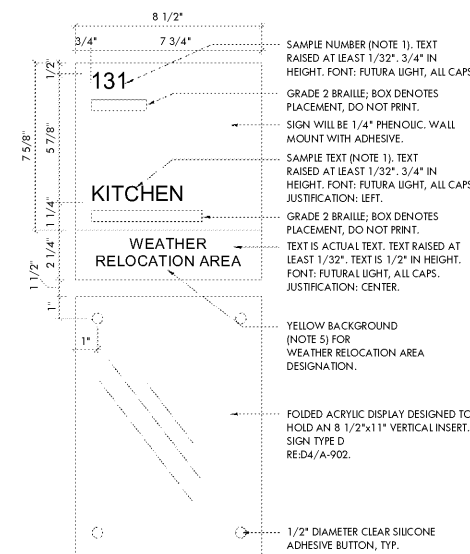 8 1/2"
3/4"
7 3/4"
1/2"
7 5/8"
5 7/8"
1 1/4"
2 1/4"
1 1/2"
1"
1"
131
KITCHEN
WEATHER
RELOCATION AREA
SAMPLE NUMBER (NOTE 1). TEXT
RAISED AT LEAST 1/32". 3/4" IN
HEIGHT. FONT: FUTURA LIGHT, ALL CAPS
GRADE 2 BRAILLE; BOX DENOTES
PLACEMENT, DO NOT PRINT.
SIGN WILL BE 1/4" PHENOLIC. WALL
MOUNT WITH ADHESIVE.
SAMPLE TEXT (NOTE 1). TEXT
RAISED AT LEAST 1/32". 3/4" IN
HEIGHT. FONT: FUTURA LIGHT, ALL CAPS
JUSTIFICATION: LEFT.
GRADE 2 BRAILLE; BOX DENOTES
PLACEMENT, DO NOT PRINT.
TEXT IS ACTUAL TEXT. TEXT RAISED AT
LEAST 1/32". TEXT IS 1/2" IN HEIGHT.
FONT: FUTURAL LIGHT, ALL CAPS.
JUSTIFICATION: CENTER.
YELLOW BACKGROUND
(NOTE 5) FOR
WEATHER RELOCATION AREA
DESIGNATION.
FOLDED ACRYLIC DISPLAY DESIGNED TO
HOLD AN 8 1/2"x11" VERTICAL INSERT.
SIGN TYPE D
RE:D4/A-902.
1/2" DIAMETER CLEAR SILICONE
ADHESIVE BUTTON, TYP.